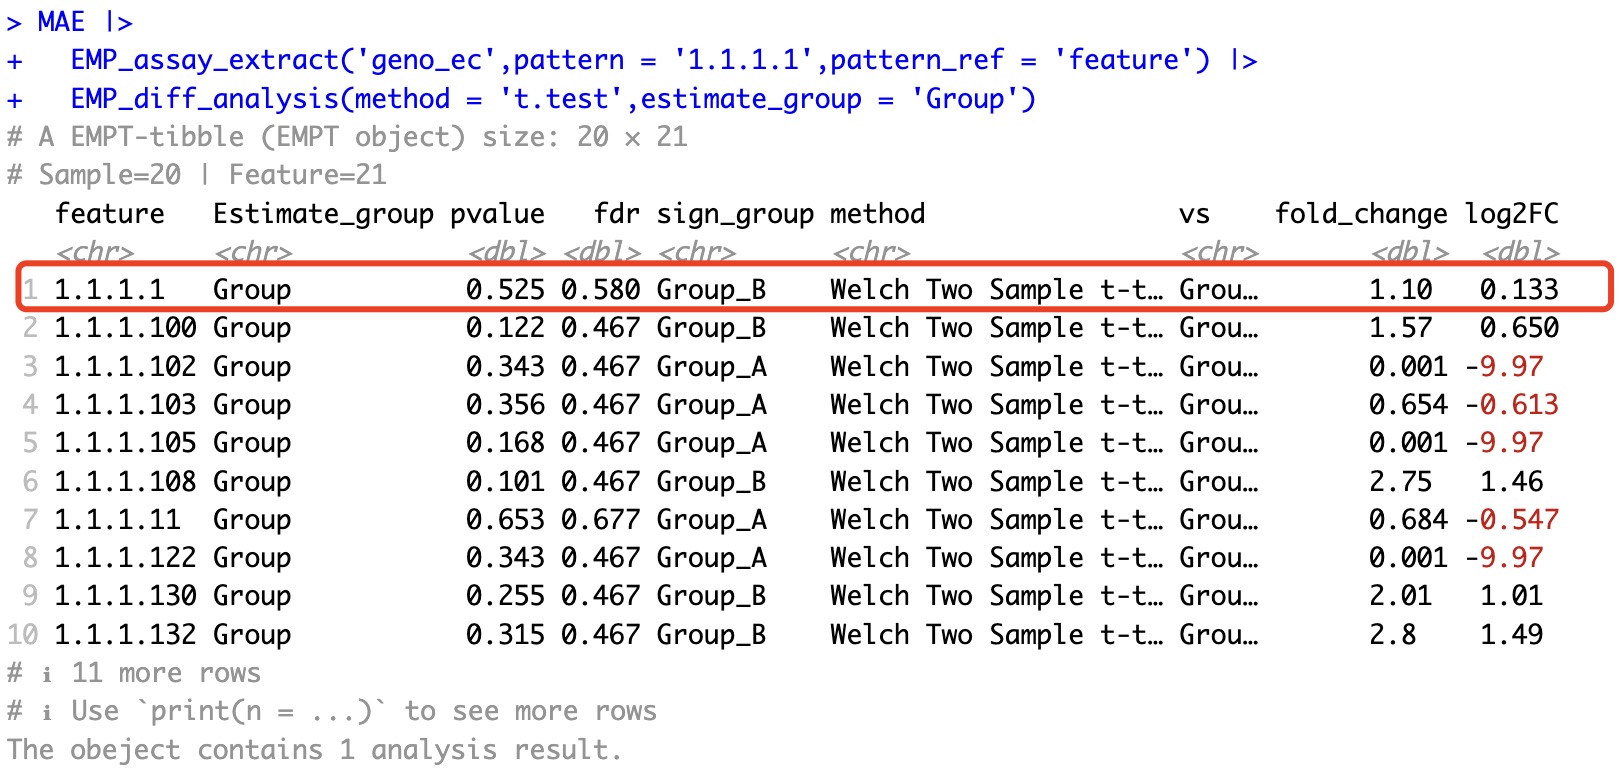 > MAE |>
+   EMP_assay_extract('geno_ec',pattern = '1.1.1.1',pattern_ref = 'feature') |>
+   EMP_diff_analysis(method = 't.test',estimate_group = 'Group')
# A EMPT-tibble (EMPT object) size: 20 × 21
# Sample=20 | Feature=21
feature Estimate_group pvalue fdr sign_group method vs fold_change log2FC
<chr> <chr> <dbl> <dbl> <chr> <chr> <chr> <dbl> <dbl>
1 1.1.1.1 Group 0.525 0.580 Group_B Welch Two Sample t-t… Grou… 1.10 0.133
2 1.1.1.100 Group 0.122 0.467 Group_B Welch Two Sample t-t… Grou… 1.57 0.650
3 1.1.1.102 Group 0.343 0.467 Group_A Welch Two Sample t-t… Grou… 0.001 -9.97
4 1.1.1.103 Group 0.356 0.467 Group_A Welch Two Sample t-t… Grou… 0.654 -0.613
5 1.1.1.105 Group 0.168 0.467 Group_A Welch Two Sample t-t… Grou… 0.001 -9.97
6 1.1.1.108 Group 0.101 0.467 Group_B Welch Two Sample t-t… Grou… 2.75 1.46
7 1.1.1.11 Group 0.653 0.677 Group_A Welch Two Sample t-t… Grou… 0.684 -0.547
8 1.1.1.122 Group 0.343 0.467 Group_A Welch Two Sample t-t… Grou… 0.001 -9.97
9 1.1.1.130 Group 0.255 0.467 Group_B Welch Two Sample t-t… Grou… 2.01 1.01
10 1.1.1.132 Group 0.315 0.467 Group_B Welch Two Sample t-t… Grou… 2.8 1.49
# ℹ 11 more rows
# ℹ Use `print(n = ...)` to see more rows
The obeject contains 1 analysis result.